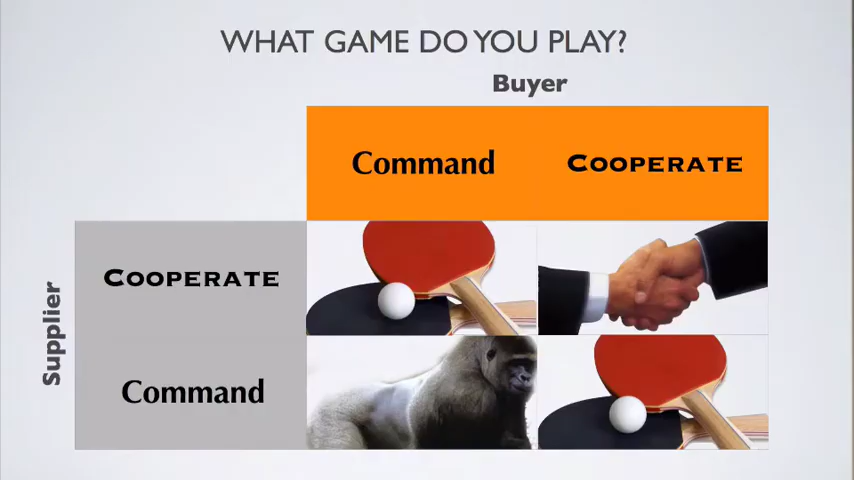 WHAT GAME DO YOU PLAY?
Buyer
Command
COOPERATE
COOPERATE
Supplier
Command